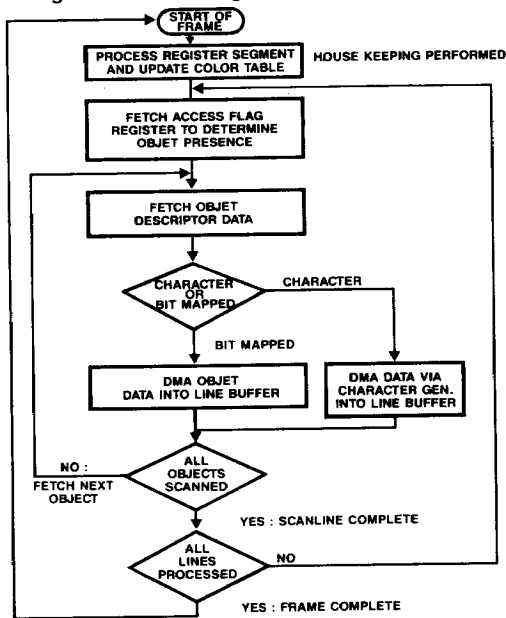 START OF
FRAME
PROCESS REGISTER SEGMENT
AND UPDATE COLOR TABLE
HOUSE KEEPING PERFORMED
FETCH ACCESS FLAG
REGISTER TO DETERMINE
OBJET PRESENCE
FETCH OBJET
DESCRIPTOR DATA
CHARACTER
OR
BIT MAPPED
CHARACTER
BIT MAPPED
DMA OBJET
DATA INTO LINE BUFFER
DMA DATA VIA
CHARACTER GEN.
INTO LINE BUFFER
NO :
FETCH NEXT
OBJECT
ALL
OBJECTS
SCANNED
YES : SCANLINE COMPLETE
ALL
LINES
PROCESSED
NO
YES : FRAME COMPLETE